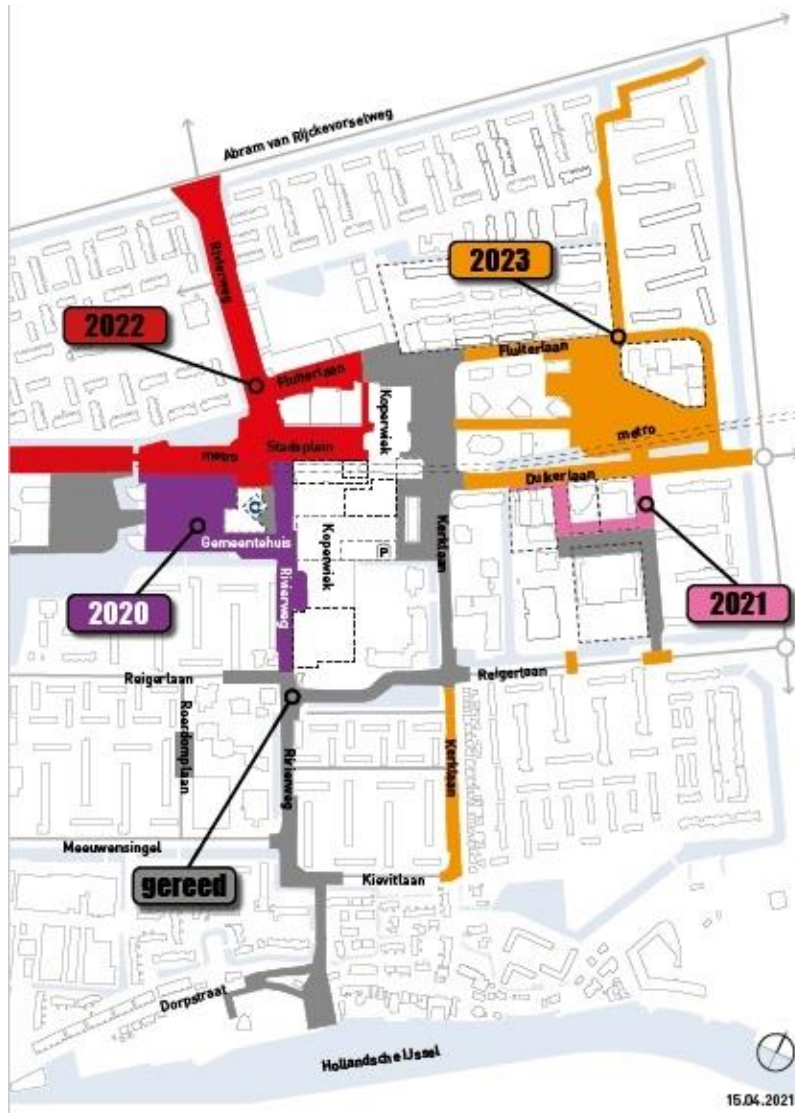 Abram van Rijckevorselweg
Rivierweg
2023
2022
Fluiterlaan
Fluiterlaan
Koperwiek
metro
Stadsplein
metro
Duikerlaan
Gemeentehuis
Koperwiek
P
Kerklaan
2020
Rivierweg
2021
Reigerlaan
Reigerlaan
Roerdomplaan
Rivierweg
Kerklaan
Meeuwensingel
gereed
Kievitlaan
Dorpstraat
Hollandsche IJssel
15.04.2021